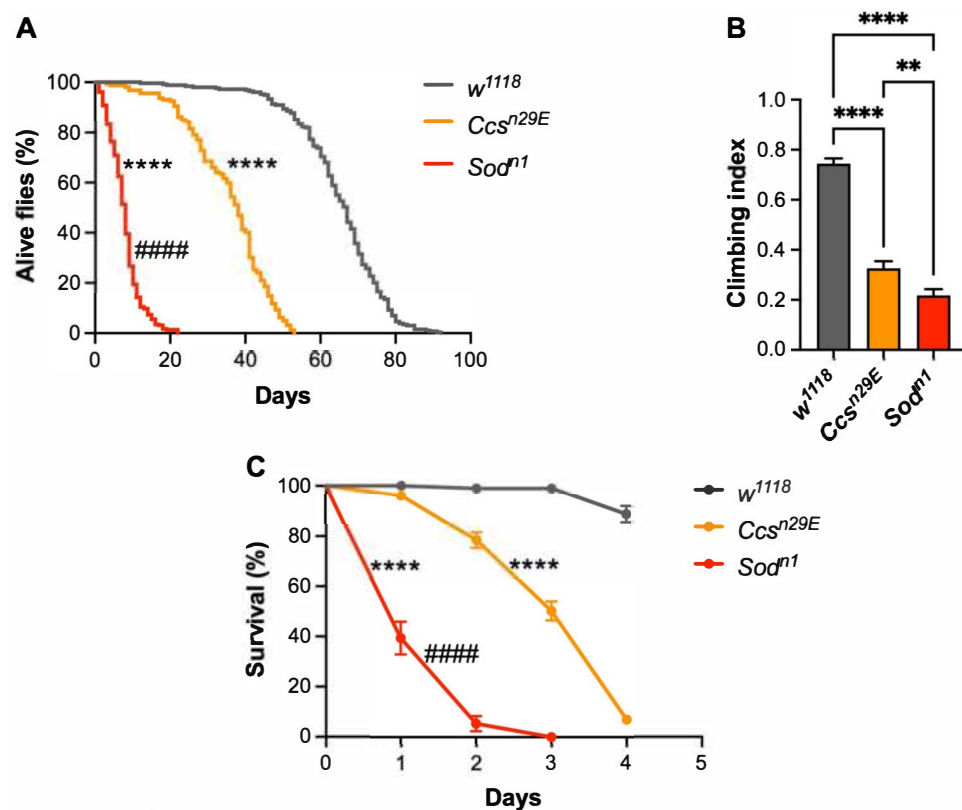 A
Alive flies (%)
100
80
60
40
20
0
0 20 40 60 80 100
Days
****
####
****
w¹¹¹⁸
Ccsⁿ²⁹ᴱ
Sodⁿ¹
B
****
**
****
Climbing index
1.0
0.8
0.6
0.4
0.2
0.0
w¹¹¹⁸
Ccsⁿ²⁹ᴱ
Sodⁿ¹
C
Survival (%)
100
80
60
40
20
0
0 1 2 3 4 5
Days
****
####
****
w¹¹¹⁸
Ccsⁿ²⁹ᴱ
Sodⁿ¹